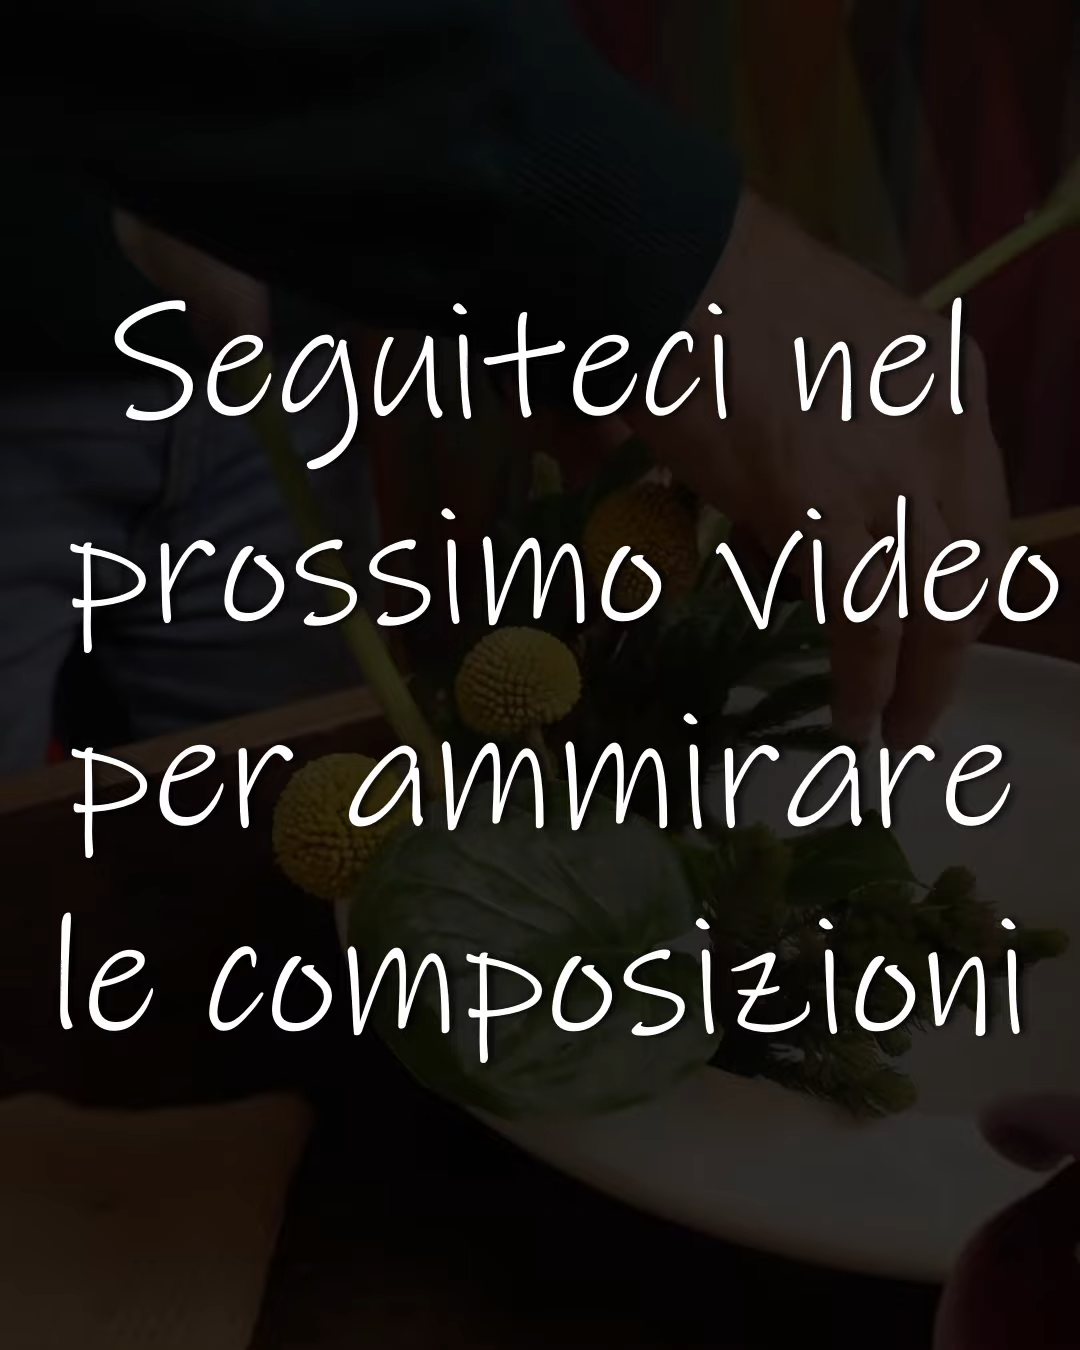 Seguiteci nel
prossimo video
per ammirare
le composizioni